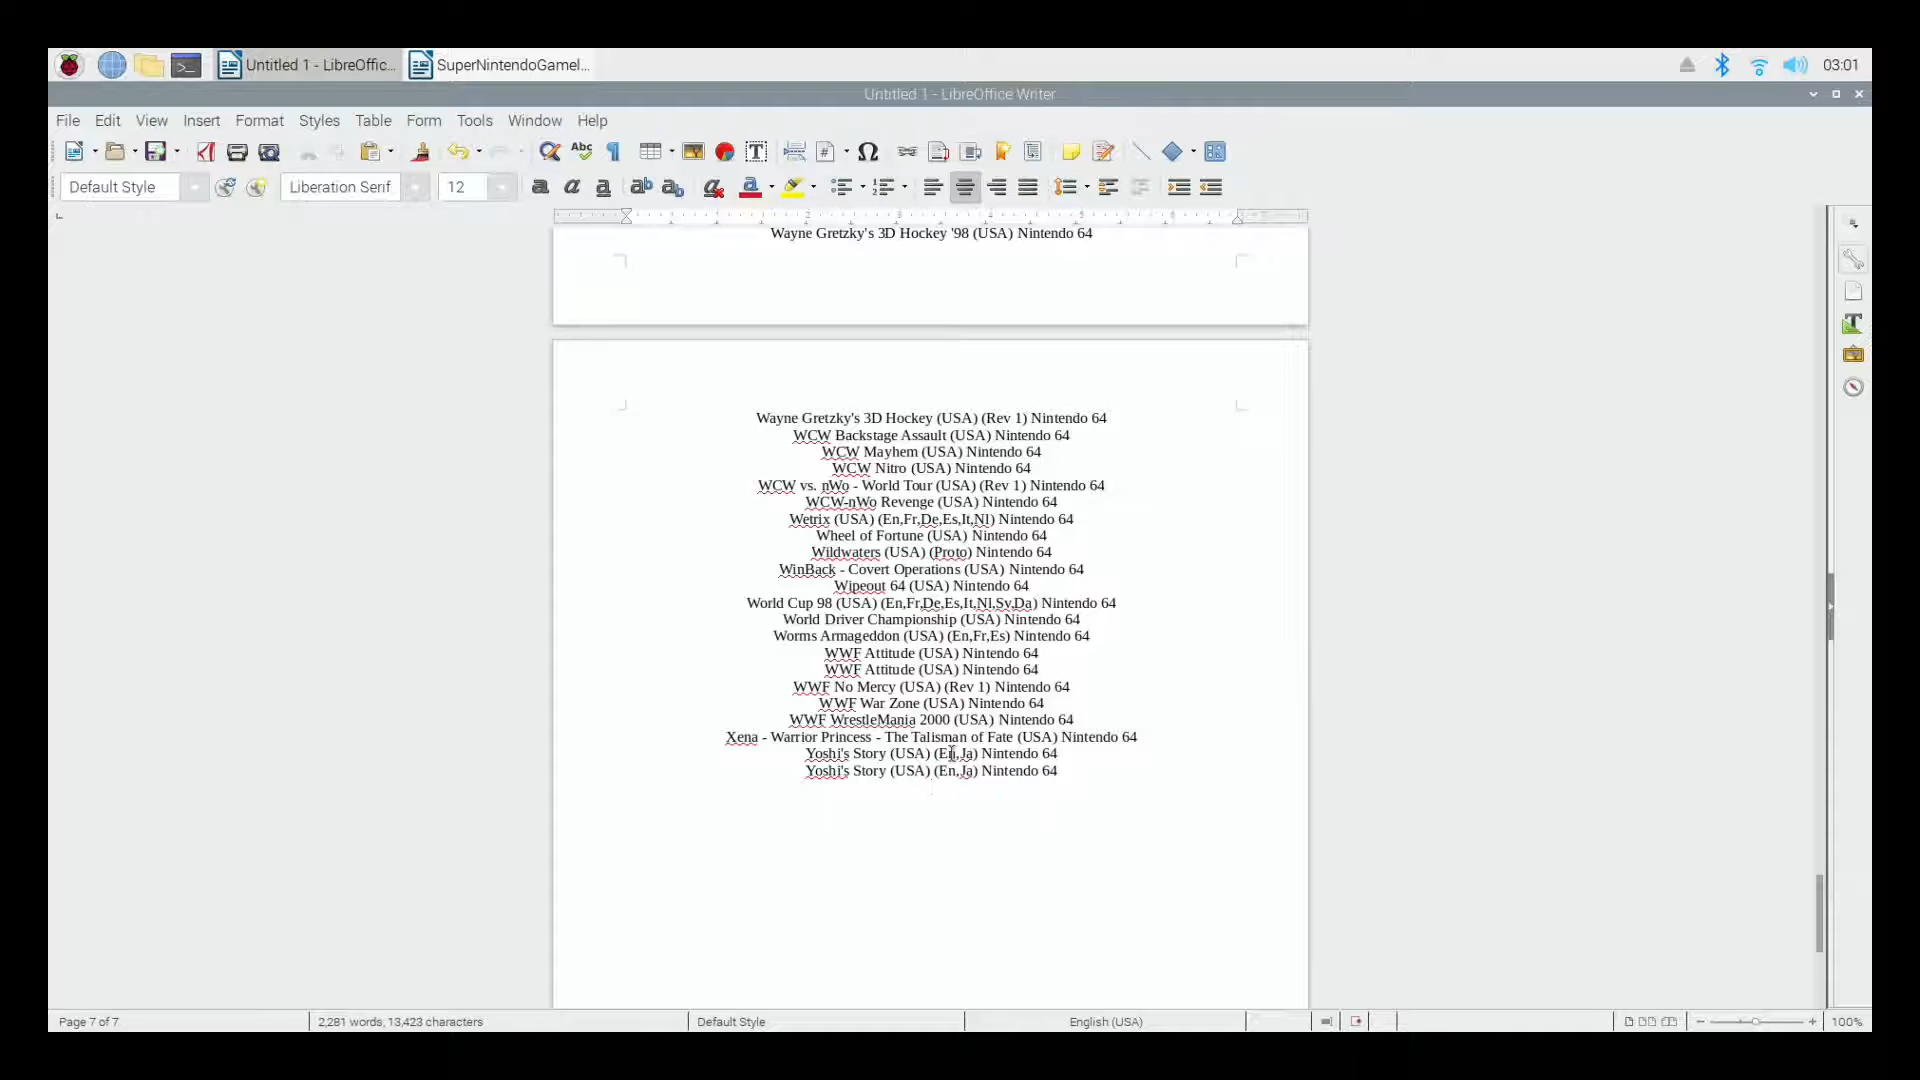 Untitled 1 - LibreOffic...
SuperNintendoGamel...
03:01
Untitled 1 - LibreOffice Writer
File Edit View Insert Format Styles Table Form Tools Window Help
Default Style
Liberation Serif
12
Wayne Gretzky's 3D Hockey '98 (USA) Nintendo 64
Wayne Gretzky's 3D Hockey (USA) (Rev 1) Nintendo 64
WCW Backstage Assault (USA) Nintendo 64
WCW Mayhem (USA) Nintendo 64
WCW Nitro (USA) Nintendo 64
WCW vs. nWo - World Tour (USA) (Rev 1) Nintendo 64
WCW-nWo Revenge (USA) Nintendo 64
Wetrix (USA) (En,Fr,De,Es,It,Nl) Nintendo 64
Wheel of Fortune (USA) Nintendo 64
Wildwaters (USA) (Proto) Nintendo 64
WinBack - Covert Operations (USA) Nintendo 64
Wipeout 64 (USA) Nintendo 64
World Cup 98 (USA) (En,Fr,De,Es,It,Nl,Sv,Da) Nintendo 64
World Driver Championship (USA) Nintendo 64
Worms Armageddon (USA) (En,Fr,Es) Nintendo 64
WWF Attitude (USA) Nintendo 64
WWF Attitude (USA) Nintendo 64
WWF No Mercy (USA) (Rev 1) Nintendo 64
WWF War Zone (USA) Nintendo 64
WWF WrestleMania 2000 (USA) Nintendo 64
Xena - Warrior Princess - The Talisman of Fate (USA) Nintendo 64
Yoshi's Story (USA) (En,Ja) Nintendo 64
Yoshi's Story (USA) (En,Ja) Nintendo 64
Page 7 of 7
2,281 words, 13,423 characters
Default Style
English (USA)
100%